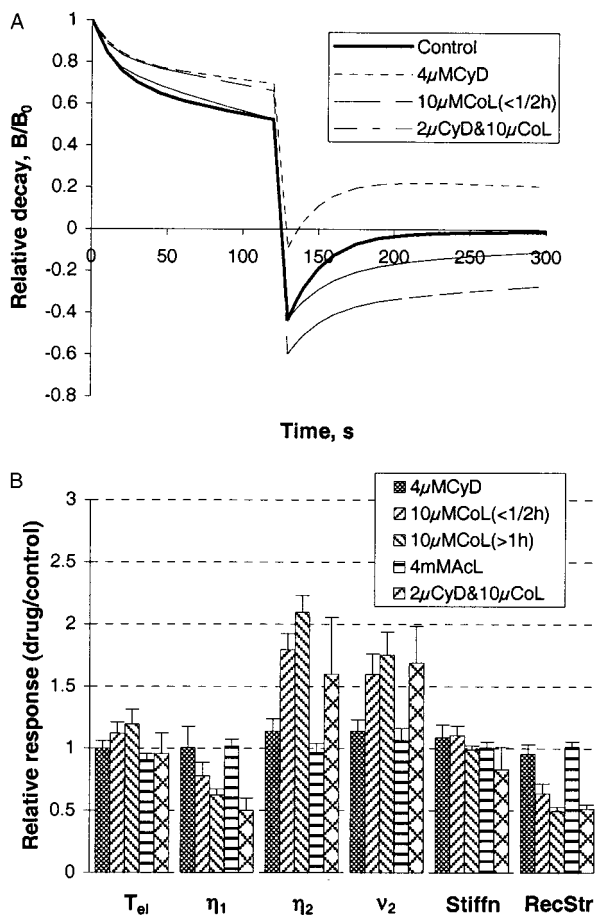 A
Relative decay, B/B₀
1
0.8
0.6
0.4
0.2
0
-0.2
-0.4
-0.6
-0.8
0
50
100
150
200
250
300
Time, s
Control
4µMCyD
10µMCoL(<1/2h)
2µCyD&10µCoL
B
Relative response (drug/control)
3
2.5
2
1.5
1
0.5
0
4µMCyD
10µMCoL(<1/2h)
10µMCoL(>1h)
4mMAcL
2µCyD&10µCoL
Tₑₗ η₁ η₂ ν₂ Stiffn RecStr